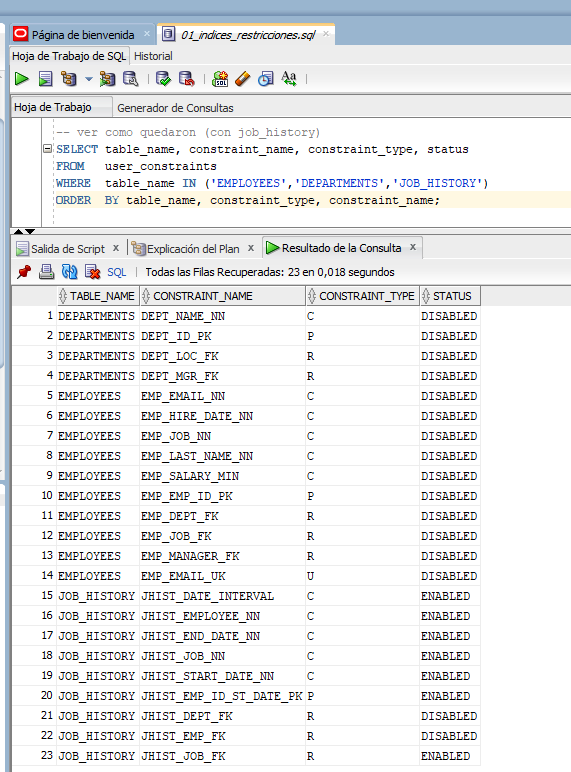 Página de bienvenida × 01_indices_restricciones.sql ×
Hoja de Trabajo de SQL Historial
Hoja de Trabajo Generador de Consultas
-- ver como quedaron (con job_history)
SELECT table_name, constraint_name, constraint_type, status
FROM user_constraints
WHERE table_name IN ('EMPLOYEES','DEPARTMENTS','JOB_HISTORY')
ORDER BY table_name, constraint_type, constraint_name;
Salida de Script x Explicación del Plan x Resultado de la Consulta x
SQL | Todas las Filas Recuperadas: 23 en 0,018 segundos
TABLE_NAME CONSTRAINT_NAME CONSTRAINT_TYPE STATUS
1 DEPARTMENTS DEPT_NAME_NN C DISABLED
2 DEPARTMENTS DEPT_ID_PK P DISABLED
3 DEPARTMENTS DEPT_LOC_FK R DISABLED
4 DEPARTMENTS DEPT_MGR_FK R DISABLED
5 EMPLOYEES EMP_EMAIL_NN C DISABLED
6 EMPLOYEES EMP_HIRE_DATE_NN C DISABLED
7 EMPLOYEES EMP_JOB_NN C DISABLED
8 EMPLOYEES EMP_LAST_NAME_NN C DISABLED
9 EMPLOYEES EMP_SALARY_MIN C DISABLED
10 EMPLOYEES EMP_EMP_ID_PK P DISABLED
11 EMPLOYEES EMP_DEPT_FK R DISABLED
12 EMPLOYEES EMP_JOB_FK R DISABLED
13 EMPLOYEES EMP_MANAGER_FK R DISABLED
14 EMPLOYEES EMP_EMAIL_UK U DISABLED
15 JOB_HISTORY JHIST_DATE_INTERVAL C ENABLED
16 JOB_HISTORY JHIST_EMPLOYEE_NN C ENABLED
17 JOB_HISTORY JHIST_END_DATE_NN C ENABLED
18 JOB_HISTORY JHIST_JOB_NN C ENABLED
19 JOB_HISTORY JHIST_START_DATE_NN C ENABLED
20 JOB_HISTORY JHIST_EMP_ID_ST_DATE_PK P ENABLED
21 JOB_HISTORY JHIST_DEPT_FK R DISABLED
22 JOB_HISTORY JHIST_EMP_FK R DISABLED
23 JOB_HISTORY JHIST_JOB_FK R ENABLED